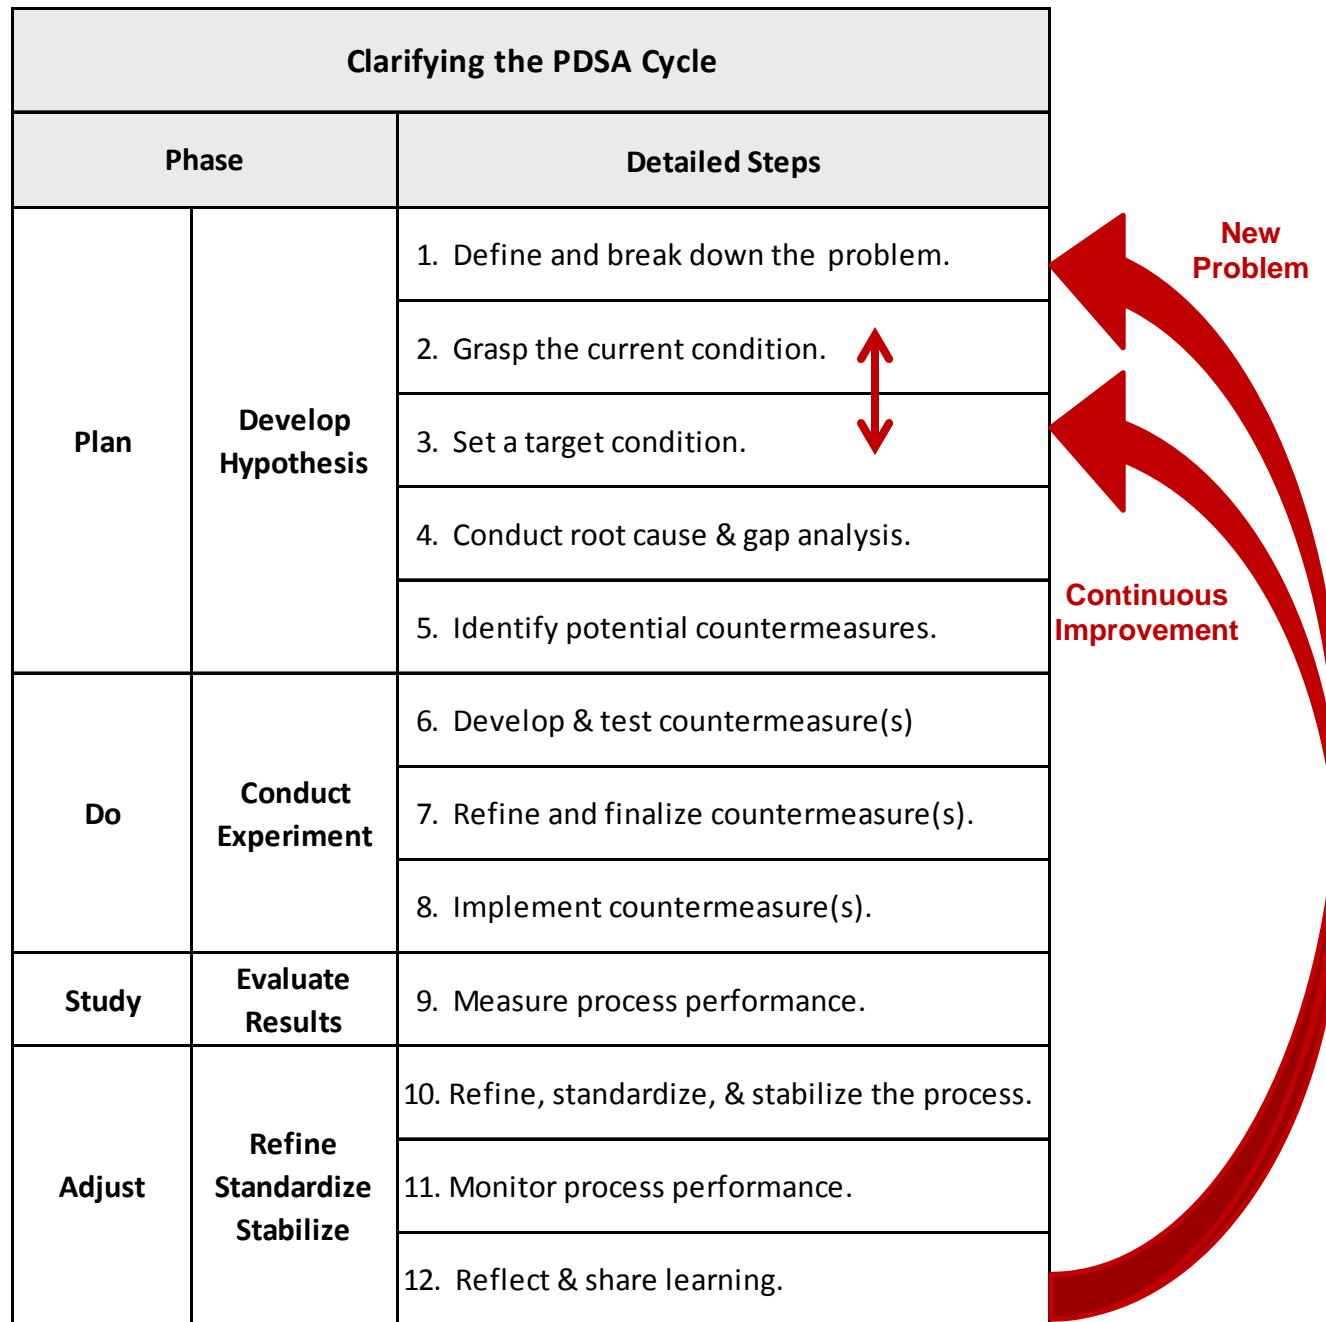 Clarifying the PDSA Cycle
Phase
Detailed Steps
Plan
Develop
Hypothesis
1. Define and break down the problem.
2. Grasp the current condition.
3. Set a target condition.
4. Conduct root cause & gap analysis.
5. Identify potential countermeasures.
Do
Conduct
Experiment
6. Develop & test countermeasure(s)
7. Refine and finalize countermeasure(s).
8. Implement countermeasure(s).
Study
Evaluate
Results
9. Measure process performance.
Adjust
Refine
Standardize
Stabilize
10. Refine, standardize, & stabilize the process.
11. Monitor process performance.
12. Reflect & share learning.
New
Problem
Continuous
Improvement